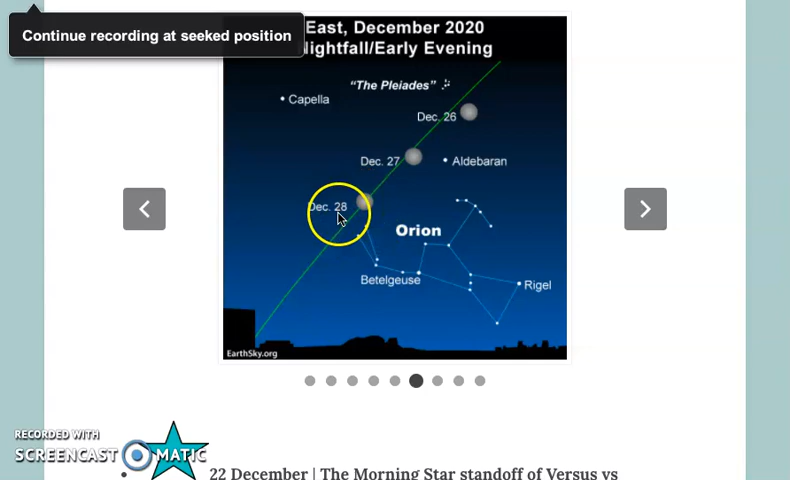 Continue recording at seeked position
East, December 2020
Nightfall/Early Evening
"The Pleiades"
Capella
Dec. 26
Dec. 27
Aldebaran
Dec. 28
Orion
Betelgeuse
Rigel
EarthSky.org
RECORDED WITH
SCREENCAST MATIC
22 December | The Morning Star standoff of Versus vs